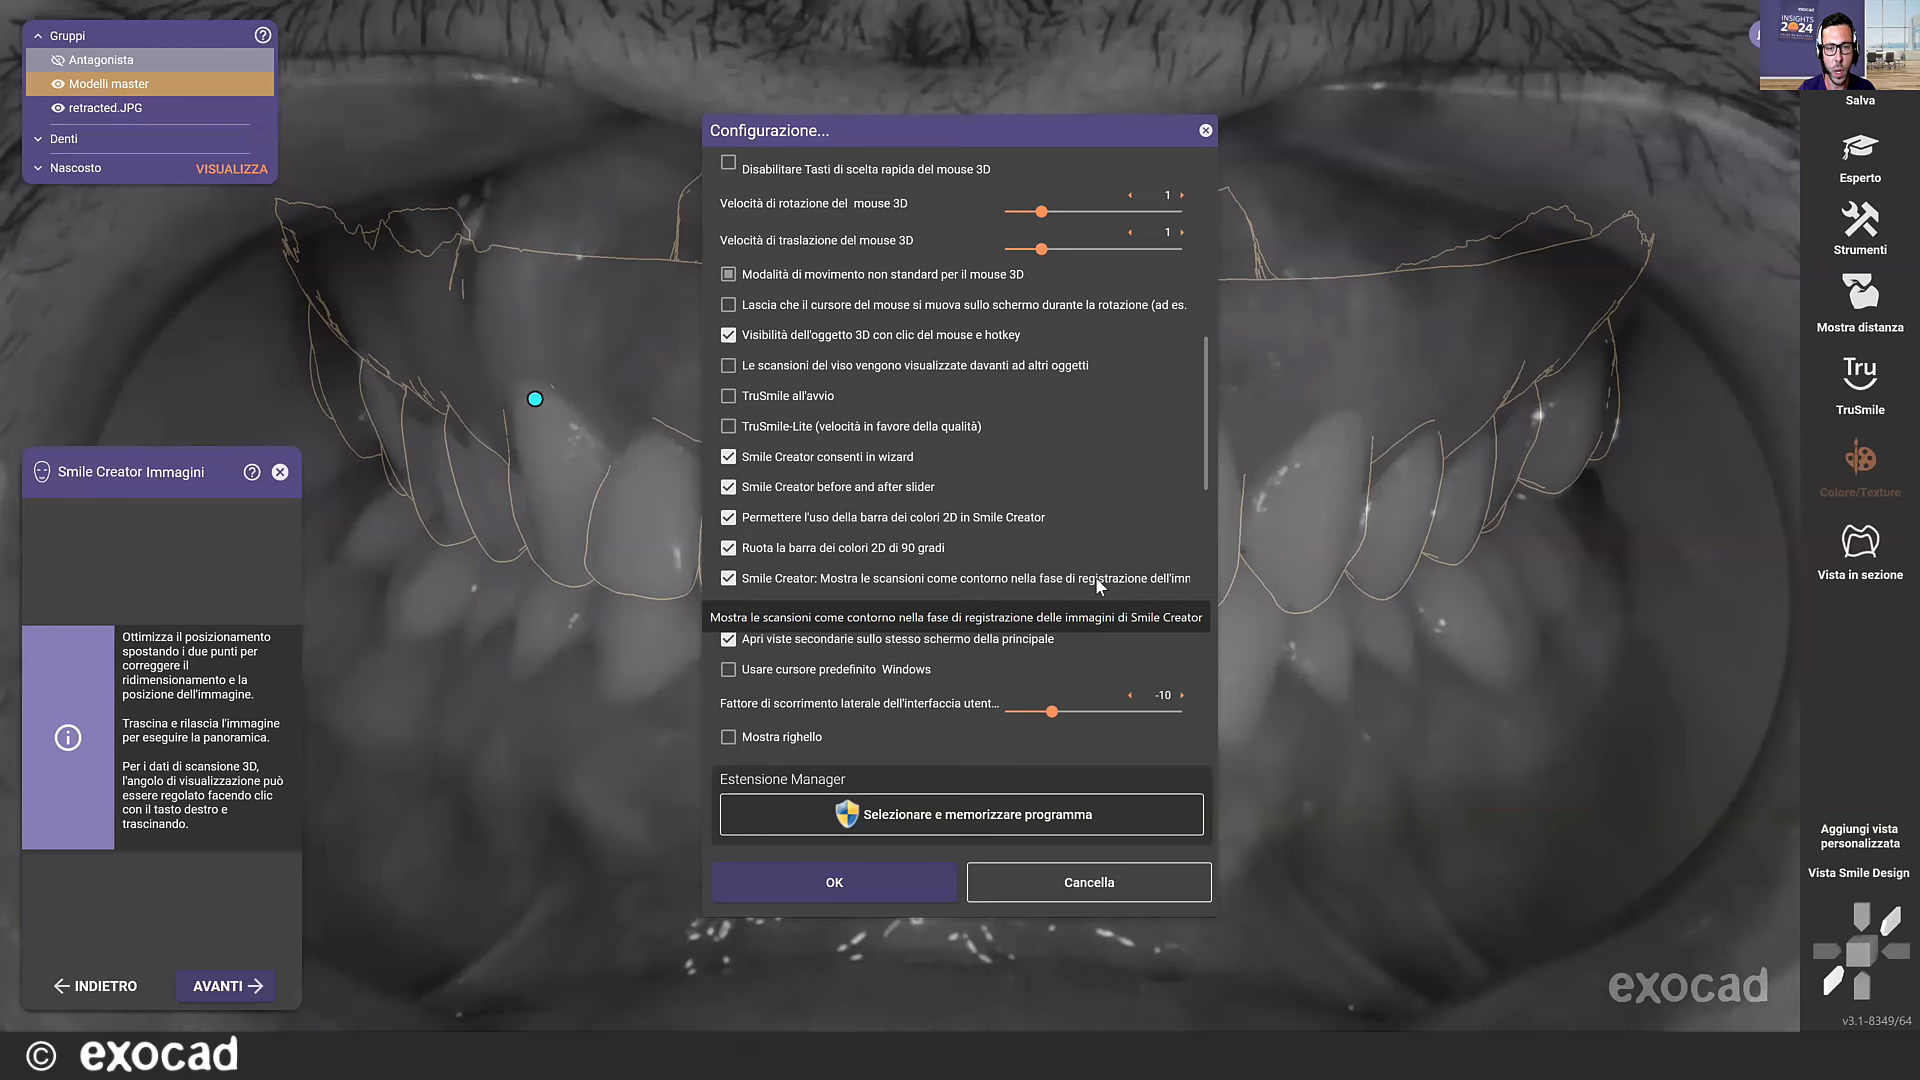 Gruppi
Antagonista
Modelli master
retracted.JPG
Denti
Nascosto VISUALIZZA
Smile Creator Immagini
Ottimizza il posizionamento
spostando i due punti per
correggere il
ridimensionamento e la
posizione dell'immagine.
Trascina e rilascia l'immagine
per eseguire la panoramica.
Per i dati di scansione 3D,
l'angolo di visualizzazione può
essere regolato facendo clic
con il tasto destro e
trascinando.
INDIETRO
AVANTI
Configurazione...
Disabilitare Tasti di scelta rapida del mouse 3D
Velocità di rotazione del mouse 3D 1
Velocità di traslazione del mouse 3D 1
Modalità di movimento non standard per il mouse 3D
Lascia che il cursore del mouse si muova sullo schermo durante la rotazione (ad es.
Visibilità dell'oggetto 3D con clic del mouse e hotkey
Le scansioni del viso vengono visualizzate davanti ad altri oggetti
TruSmile all'avvio
TruSmile-Lite (velocità in favore della qualità)
Smile Creator consenti in wizard
Smile Creator before and after slider
Permettere l'uso della barra dei colori 2D in Smile Creator
Ruota la barra dei colori 2D di 90 gradi
Smile Creator: Mostra le scansioni come contorno nella fase di registrazione dell'imm
Mostra le scansioni come contorno nella fase di registrazione delle immagini di Smile Creator
Apri viste secondarie sullo stesso schermo della principale
Usare cursore predefinito Windows
Fattore di scorrimento laterale dell'interfaccia utent... -10
Mostra righello
Estensione Manager
Selezionare e memorizzare programma
OK
Cancella
exocad
INSIGHTS
2024
Salva
Esperto
Strumenti
Mostra distanza
Tru
TruSmile
Colore/Texture
Vista in sezione
Aggiungi vista
personalizzata
Vista Smile Design
exocad
v3.1-8349/64
© exocad